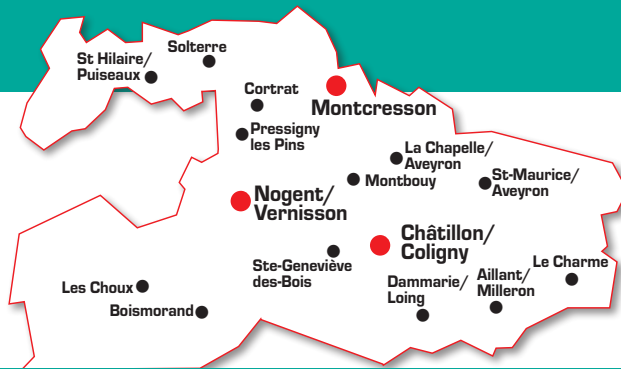 Solterre
St Hilaire/
Puiseaux
Cortrat
Montcresson
Pressigny
les Pins
La Chapelle/
Aveyron
Montbouy
St-Maurice/
Aveyron
Nogent/
Vernisson
Châtillon/
Coligny
Ste-Geneviève
des-Bois
Le Charme
Aillant/
Milleron
Dammarie/
Loing
Les Choux
Boismorand